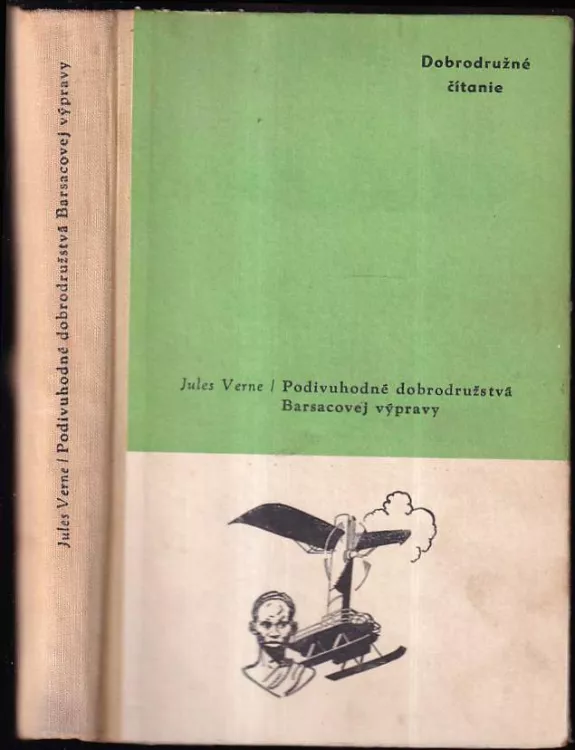 Jules Verne / Podivuhodné dobrodružstvá Barsacovej výpravy
Dobrodružné
čítanie
Jules Verne / Podivuhodné dobrodružstvá
Barsacovej výpravy